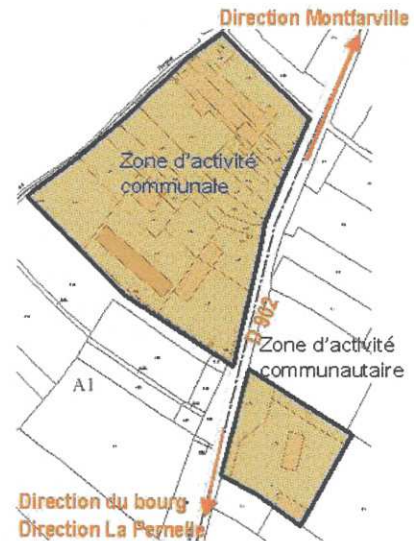 Direction Montfarville
Zone d'activité
communale
D 902
Zone d'activité
communautaire
A1
Direction du bourg
Direction La Pernelle